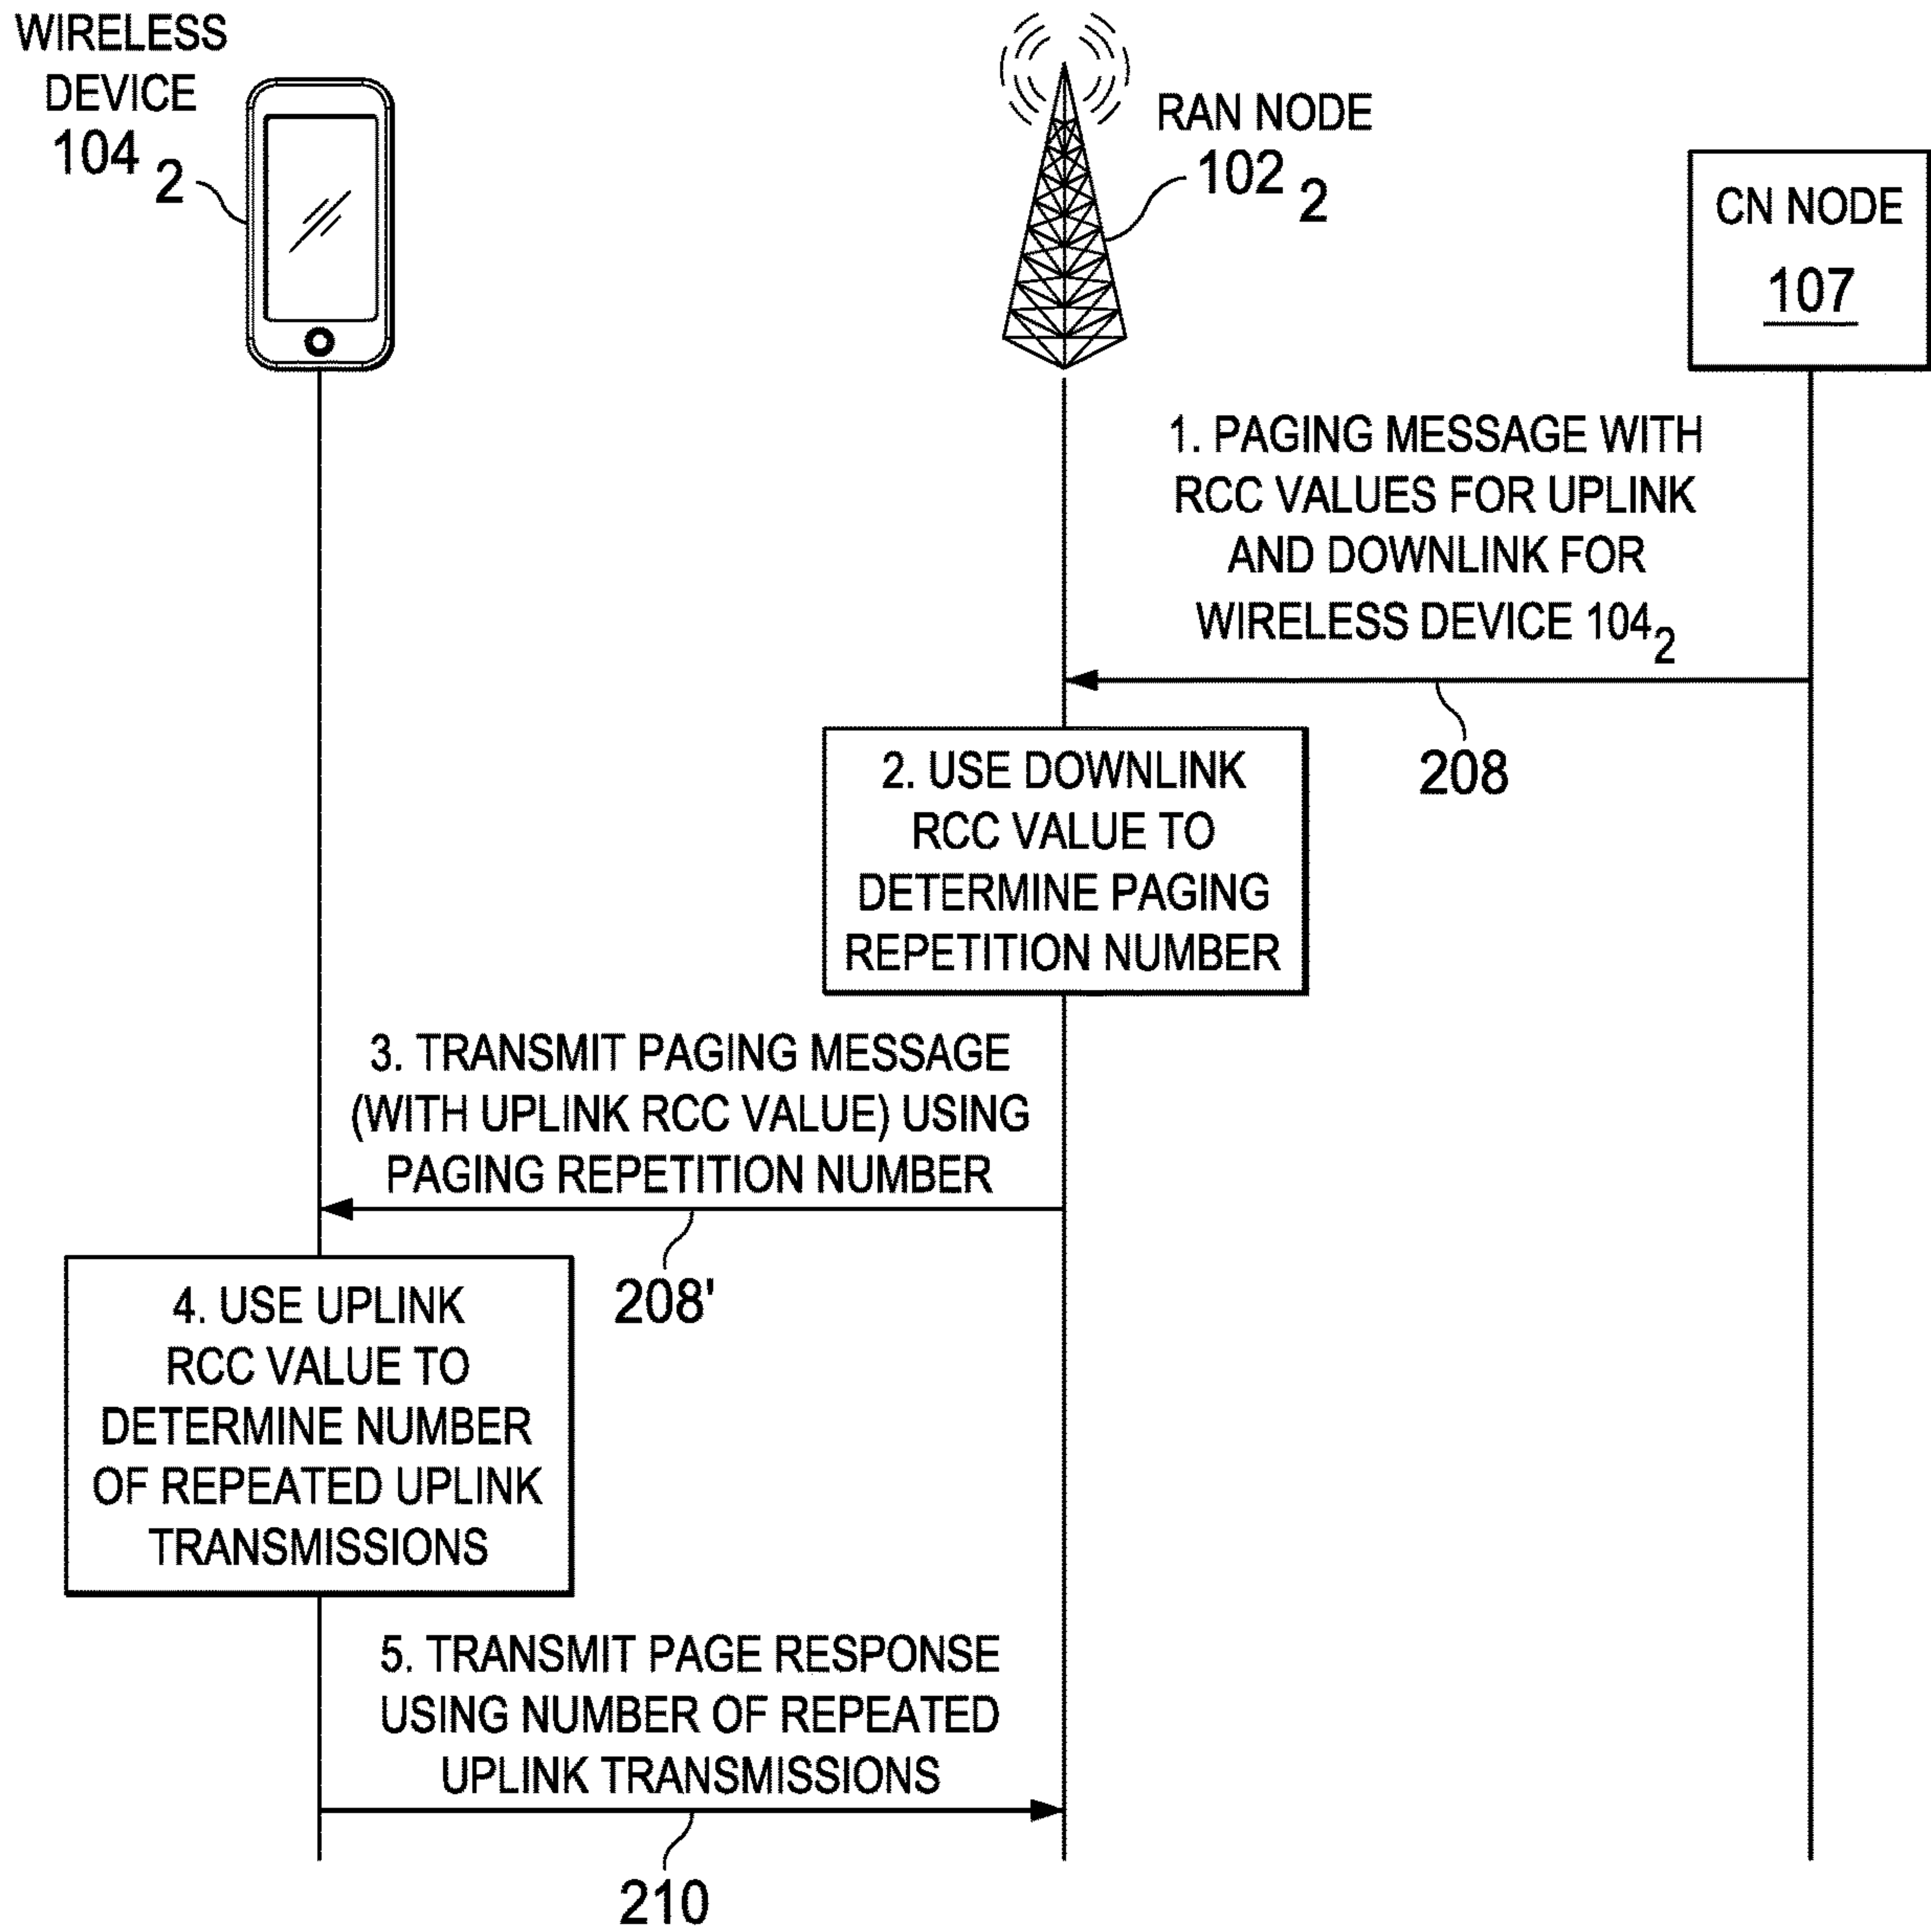 WIRELESS
DEVICE
104 2
RAN NODE
102 2
CN NODE
107
1. PAGING MESSAGE WITH
RCC VALUES FOR UPLINK
AND DOWNLINK FOR
WIRELESS DEVICE 104₂
208
2. USE DOWNLINK
RCC VALUE TO
DETERMINE PAGING
REPETITION NUMBER
3. TRANSMIT PAGING MESSAGE
(WITH UPLINK RCC VALUE) USING
PAGING REPETITION NUMBER
208'
4. USE UPLINK
RCC VALUE TO
DETERMINE NUMBER
OF REPEATED UPLINK
TRANSMISSIONS
5. TRANSMIT PAGE RESPONSE
USING NUMBER OF REPEATED
UPLINK TRANSMISSIONS
210